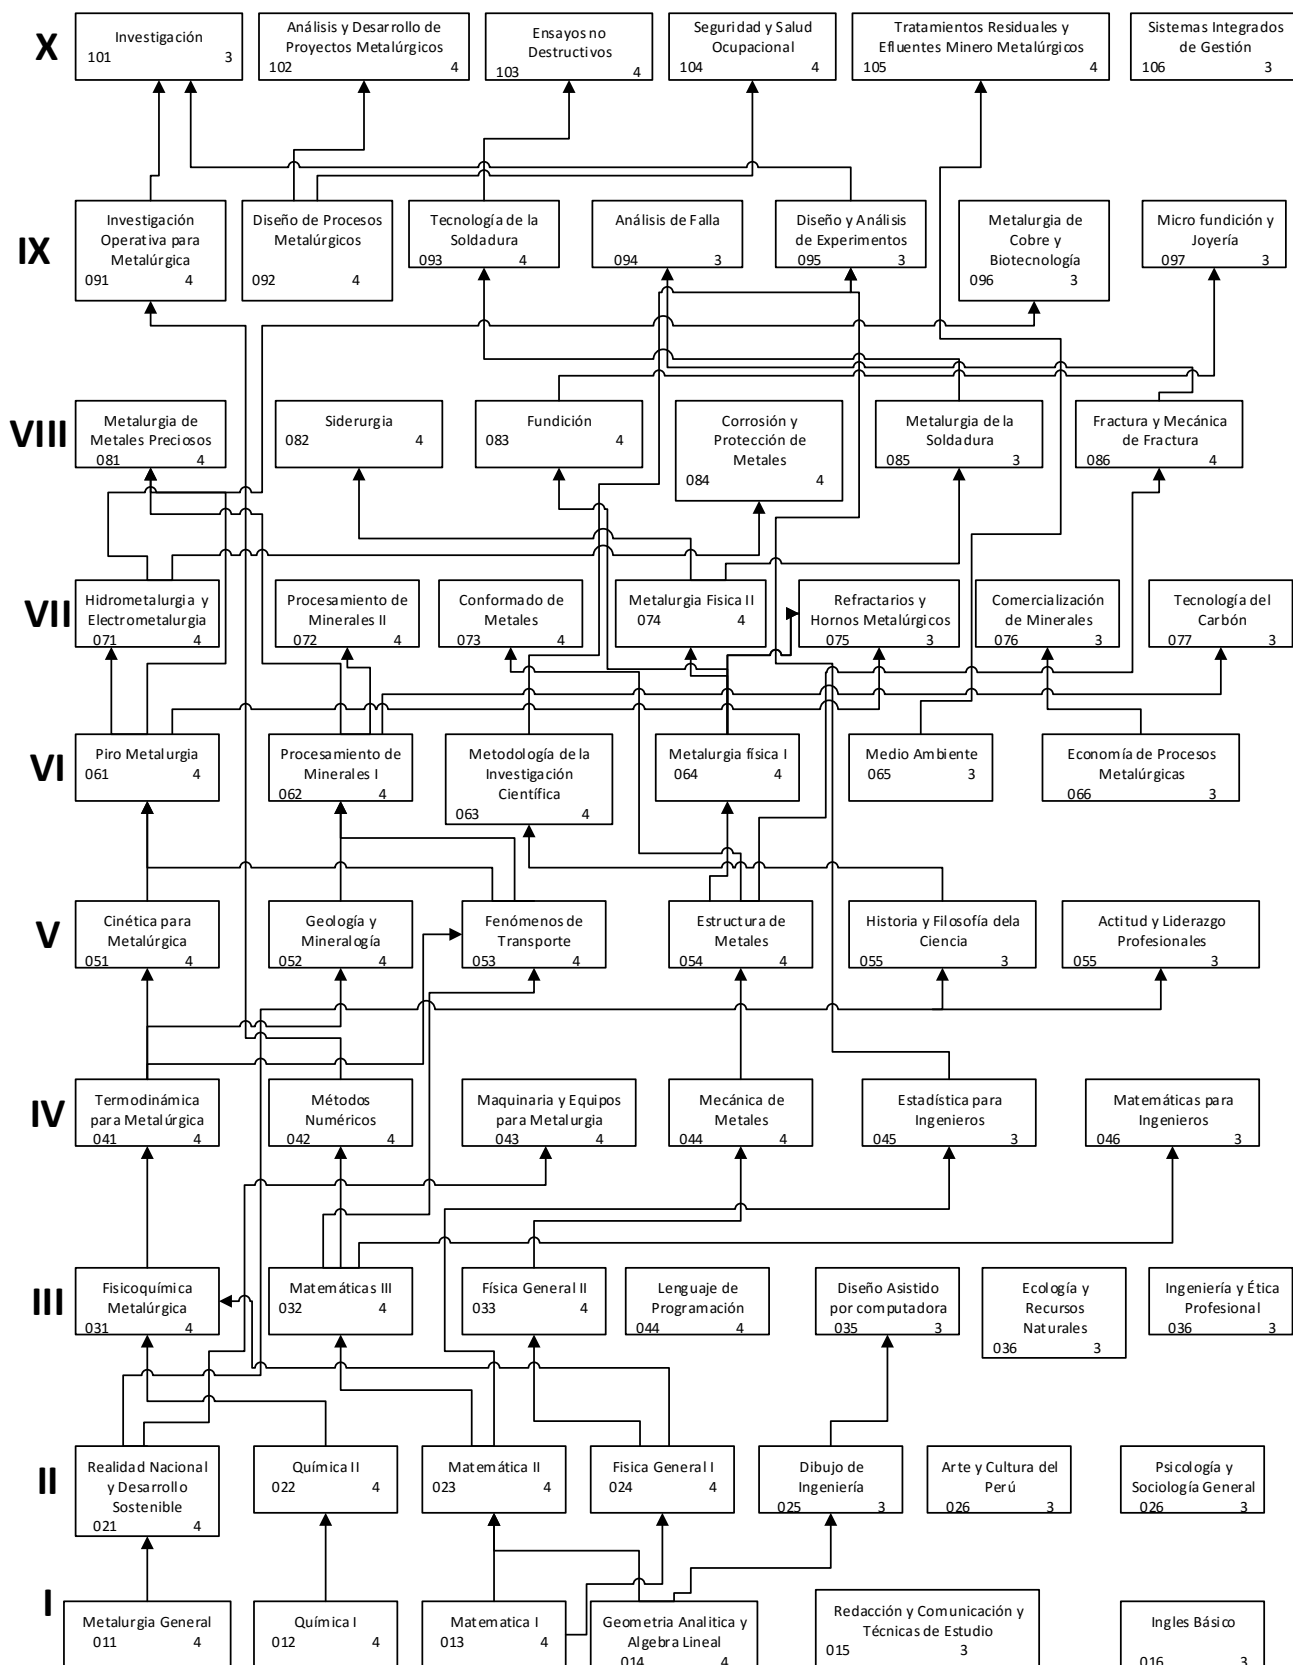 X
Investigación
101 3
Análisis y Desarrollo de
Proyectos Metalúrgicos
102 4
Ensayos no
Destructivos
103 4
Seguridad y Salud
Ocupacional
104 4
Tratamientos Residuales y
Efluentes Minero Metalúrgicos
105 4
Sistemas Integrados
de Gestión
106 3
IX
Investigación
Operativa para
Metalúrgica
091 4
Diseño de Procesos
Metalúrgicos
092 4
Tecnología de la
Soldadura
093 4
Análisis de Falla
094 3
Diseño y Análisis
de Experimentos
095 3
Metalurgia de
Cobre y
Biotecnología
096 3
Micro fundición y
Joyería
097 3
VIII
Metalurgia de
Metales Preciosos
081 4
Siderurgia
082 4
Fundición
083 4
Corrosión y
Protección de
Metales
084 4
Metalurgia de la
Soldadura
085 3
Fractura y Mecánica
de Fractura
086 4
VII
Hidrometalurgia y
Electrometalurgia
071 4
Procesamiento de
Minerales II
072 4
Conformado de
Metales
073 4
Metalurgia Fisica II
074 4
Refractarios y
Hornos Metalúrgicos
075 3
Comercialización
de Minerales
076 3
Tecnología del
Carbón
077 3
VI
Piro Metalurgia
061 4
Procesamiento de
Minerales I
062 4
Metodología de la
Investigación
Científica
063 4
Metalurgia física I
064 4
Medio Ambiente
065 3
Economía de Procesos
Metalúrgicas
066 3
V
Cinética para
Metalúrgica
051 4
Geología y
Mineralogía
052 4
Fenómenos de
Transporte
053 4
Estructura de
Metales
054 4
Historia y Filosofía dela
Ciencia
055 3
Actitud y Liderazgo
Profesionales
055 3
IV
Termodinámica
para Metalúrgica
041 4
Métodos
Numéricos
042 4
Maquinaria y Equipos
para Metalurgia
043 4
Mecánica de
Metales
044 4
Estadística para
Ingenieros
045 3
Matemáticas para
Ingenieros
046 3
III
Fisicoquímica
Metalúrgica
031 4
Matemáticas III
032 4
Física General II
033 4
Lenguaje de
Programación
044 4
Diseño Asistido
por computadora
035 3
Ecología y
Recursos
Naturales
036 3
Ingeniería y Ética
Profesional
036 3
II
Realidad Nacional
y Desarrollo
Sostenible
021 4
Química II
022 4
Matemática II
023 4
Fisica General I
024 4
Dibujo de
Ingeniería
025 3
Arte y Cultura del
Perú
026 3
Psicología y
Sociología General
026 3
I
Metalurgia General
011 4
Química I
012 4
Matematica I
013 4
Geometria Analitica y
Algebra Lineal
014 4
Redacción y Comunicación y
Técnicas de Estudio
015 3
Ingles Básico
016 3